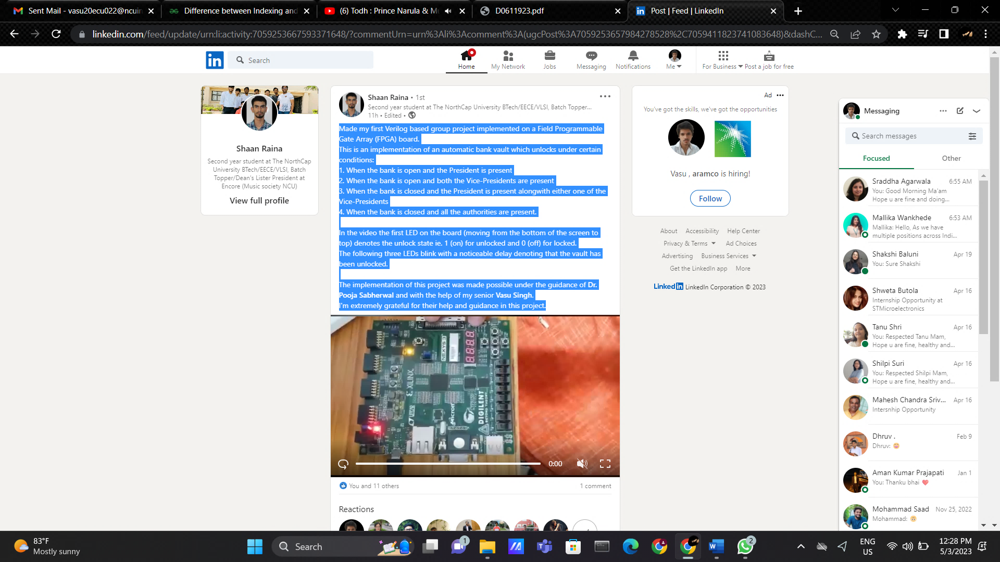 Sent Mail - vasu20ecu022@ncuin
Difference between Indexing and
(6) Todh : Prince Narula & Mu
D0611923.pdf
Post | Feed | LinkedIn
linkedin.com/feed/update/urn:li:activity:7059253667593371648/?commentUrn=urn%3Ali%3Acomment%3A(ugcPost%3A7059253657984278528%2C7059411823741083648)&dashC...
in
Search
Home
My Network
Jobs
Messaging
Notifications
Me
For Business
Post a job for free
Shaan Raina
Second year student at The NorthCap
University BTech/EECE/VLSI, Batch
Topper/Dean's Lister President at
Encore (Music society NCU)
View full profile
Shaan Raina • 1st
Second year student at The NorthCap University BTech/EECE/VLSI, Batch Topper...
11h • Edited •
Made my first Verilog based group project implemented on a Field Programmable
Gate Array (FPGA) board.
This is an implementation of an automatic bank vault which unlocks under certain
conditions:
1. When the bank is open and the President is present
2. When the bank is open and both the Vice-Presidents are present
3. When the bank is closed and the President is present alongwith either one of the
Vice-Presidents
4. When the bank is closed and all the authorities are present.
In the video the first LED on the board (moving from the bottom of the screen to
top) denotes the unlock state ie. 1 (on) for unlocked and 0 (off) for locked.
The following three LEDs blink with a noticeable delay denoting that the vault has
been unlocked.
The implementation of this project was made possible under the guidance of Dr.
Pooja Sabherwal and with the help of my senior Vasu Singh.
I'm extremely grateful for their help and guidance in this project.
NEXYS3
XILINX
Micron
DIGILENT
BEYOND THEORY
0:00
You and 11 others
1 comment
Reactions
Ad
You've got the skills, we've got the opportunities
Vasu , aramco is hiring!
Follow
About Accessibility Help Center
Privacy & Terms Ad Choices
Advertising Business Services
Get the LinkedIn app More
Linkedin LinkedIn Corporation © 2023
Messaging
Search messages
Focused
Other
Sraddha Agarwala 6:55 AM
You: Good Morning Ma'am
Hope u are fine and doing...
Mallika Wankhede 6:53 AM
Mallika: Hello, As we have
multiple positions across Indi...
Shakshi Baluni Apr 19
You: Sure Shakshi
Shweta Butola Apr 16
Internship Opportunity at
STMicroelectronics
Tanu Shri Apr 16
You: Respected Tanu Mam,
Hope u are fine, healthy and...
Shilpi Suri Apr 16
You: Respected Shilpi Mam,
Hope u are fine, healthy and...
Mahesh Chandra Sriv... Apr 16
Intersnhip Opportunity
Dhruv . Feb 9
Dhruv: 😄
Aman Kumar Prajapati Jan 1
You: Thanku bhai ❤
Mohammad Saad Nov 25, 2022
Mohammad: 🙃
83°F
Mostly sunny
Search
1
2
ENG
US
12:28 PM
5/3/2023